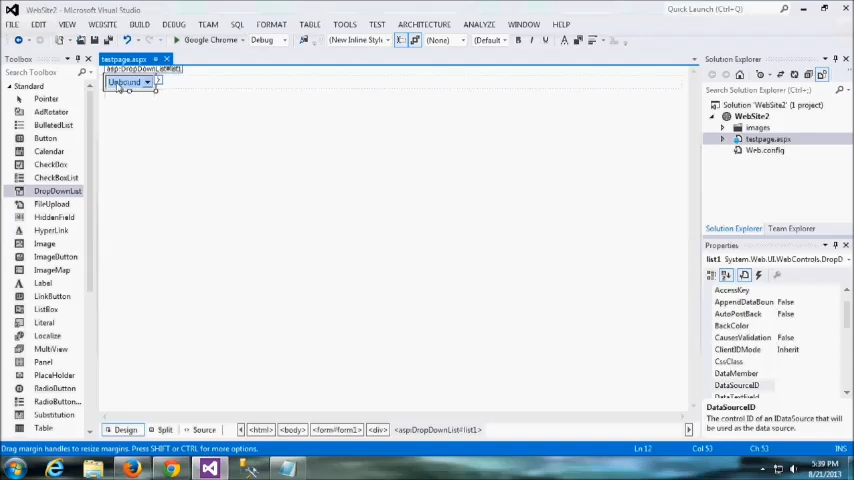 WebSite2 - Microsoft Visual Studio
Quick Launch (Ctrl+Q)
FILE EDIT VIEW WEBSITE BUILD DEBUG TEAM SQL FORMAT TABLE TOOLS TEST ARCHITECTURE ANALYZE WINDOW HELP
Google Chrome Debug (New Inline Style (None) (Default
Toolbox
Search Toolbox
Standard
Pointer
AdRotator
BulletedList
Button
Calendar
CheckBox
CheckBoxList
DropDownList
FileUpload
HiddenField
HyperLink
Image
ImageButton
ImageMap
Label
LinkButton
ListBox
Literal
Localize
MultiView
Panel
PlaceHolder
RadioButton
RadioButton
Substitution
Table
testpage.aspx
asp:DropDownList#list1
Unbound
Design Split Source <html> <body> <form#form1> <div> <asp:DropDownList#list1>
Solution Explorer
Search Solution Explorer (Ctrl+;)
Solution 'WebSite2' (1 project)
WebSite2
images
testpage.aspx
Web.config
Solution Explorer Team Explorer
Properties
list1 System.Web.UI.WebControls.DropD
AccessKey
AppendDataBoun False
AutoPostBack False
BackColor
CausesValidation False
ClientIDMode Inherit
CssClass
DataMember
DataSourceID
DataSourceID
The control ID of an IDataSource that will be used as the data source.
Drag margin handles to resize margins. Press SHIFT or CTRL for more options.
Ln 12 Col 53 Ch 53 INS
5:39 PM
8/21/2013